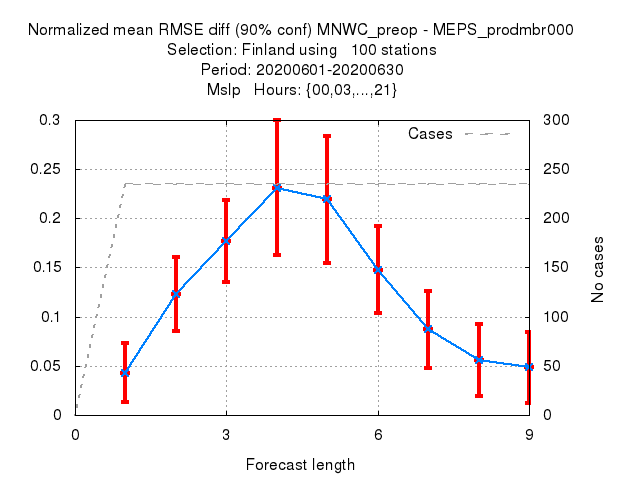 Normalized mean RMSE diff (90% conf) MNWC_preop - MEPS_prodmbr000
Selection: Finland using 100 stations
Period: 20200601-20200630
Mslp Hours: {00,03,...,21}
Cases
0.3
0.25
0.2
0.15
0.1
0.05
0
300
250
200
150
100
50
0
No cases
0 3 6 9
Forecast length